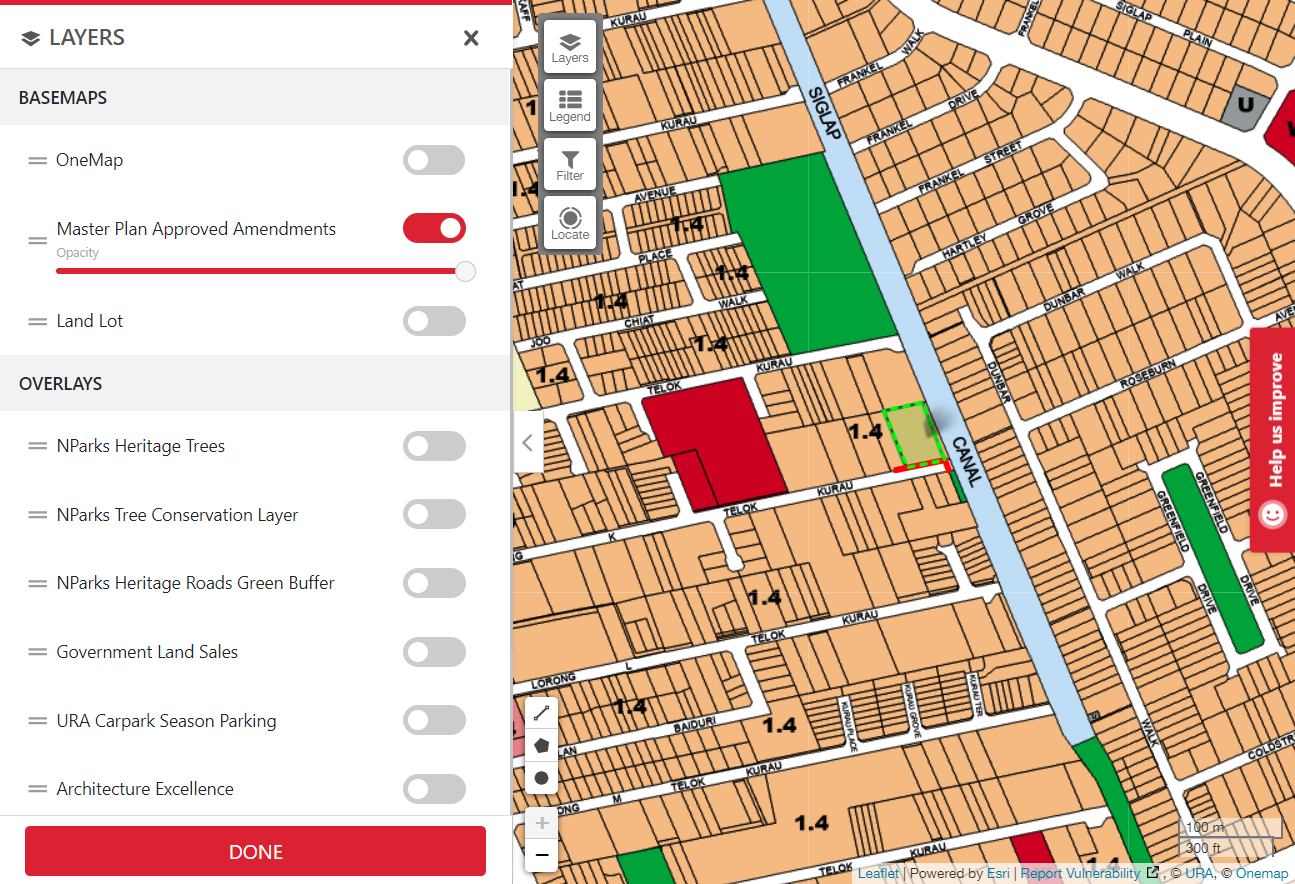 LAYERS
BASEMAPS
OneMap
Master Plan Approved Amendments
Opacity
Land Lot
OVERLAYS
NParks Heritage Trees
NParks Tree Conservation Layer
NParks Heritage Roads Green Buffer
Government Land Sales
URA Carpark Season Parking
Architecture Excellence
DONE
Layers
Legend
Filter
Locate
KURAU
KURAU
AVENUE
PLACE
WALK
CHIAT
JOO
TELOK
KURAU
TELOK
KURAU
K
TELOK
KURAU
LORONG
L
BAIDURI
TELOK
KURAU
M
TELOK
KURAU
KURAU PLACE
KURAU GROVE
KURAU TER
SIGLAP
CANAL
FRANKEL
WALK
FRANKEL
DRIVE
FRANKEL
STREET
HARTLEY
GROVE
DUNBAR
WALK
DUNBAR
ROSEBURN
FRANKEL
SIGLAP
PLAIN
U
GREENFIELD
DRIVE
GREENFIELD
DRIVE
WALK
1.4
1.4
1.4
1.4
1.4
1.4
1.4
1.4
1.4
1.4
1.4
1.4
Help us improve
100 m
300 ft
Leaflet | Powered by Esri | Report Vulnerability , © URA, © Onemap